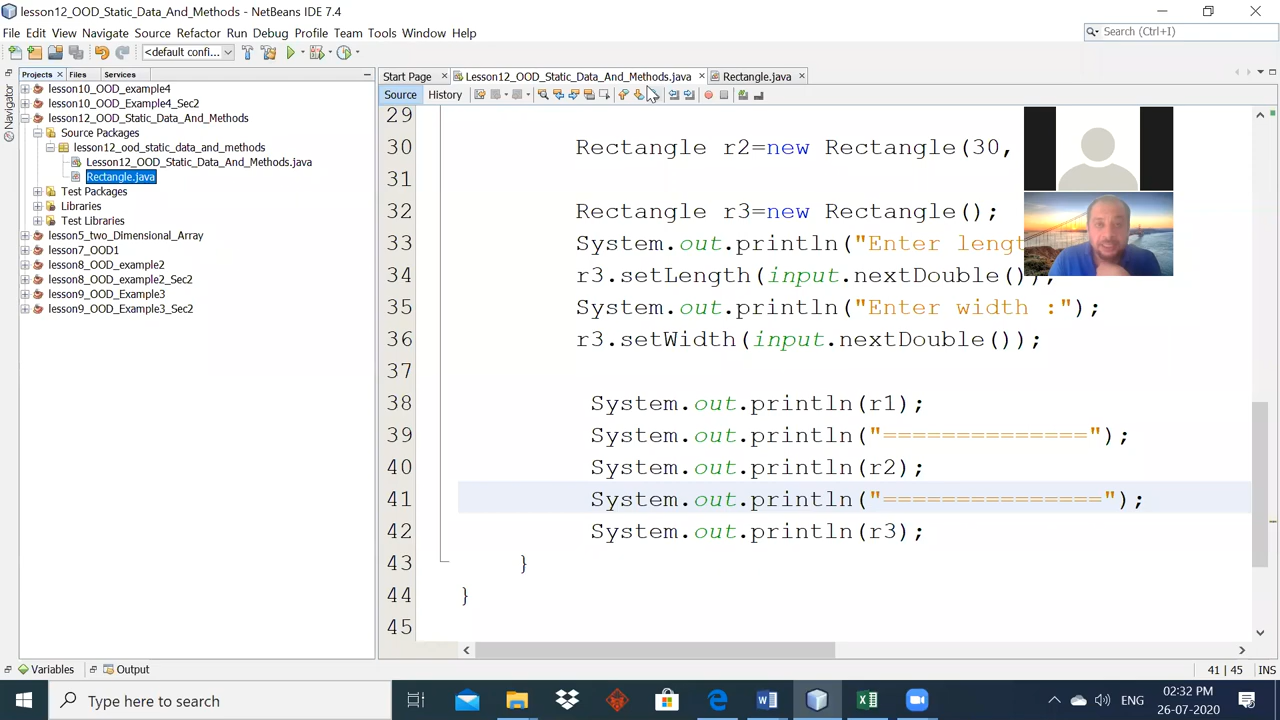 lesson12_OOD_Static_Data_And_Methods - NetBeans IDE 7.4
File Edit View Navigate Source Refactor Run Debug Profile Team Tools Window Help
Search (Ctrl+I)
<default confi...
Projects Files Services
Start Page Lesson12_OOD_Static_Data_And_Methods.java Rectangle.java
Source History
Navigator
lesson10_OOD_example4
lesson10_OOD_Example4_Sec2
lesson12_OOD_Static_Data_And_Methods
Source Packages
lesson12_ood_static_data_and_methods
Lesson12_OOD_Static_Data_And_Methods.java
Rectangle.java
Test Packages
Libraries
Test Libraries
lesson5_two_Dimensional_Array
lesson7_OOD1
lesson8_OOD_example2
lesson8_OOD_example2_Sec2
lesson9_OOD_Example3
lesson9_OOD_Example3_Sec2
29
30 Rectangle r2=new Rectangle(30,
31
32 Rectangle r3=new Rectangle();
33 System.out.println("Enter lengt
34 r3.setLength(input.nextDouble());
35 System.out.println("Enter width :");
36 r3.setWidth(input.nextDouble());
37
38 System.out.println(r1);
39 System.out.println("==============");
40 System.out.println(r2);
41 System.out.println("===============");
42 System.out.println(r3);
43 }
44 }
45
Variables Output
41 | 45 INS
Type here to search
ENG
02:32 PM
26-07-2020